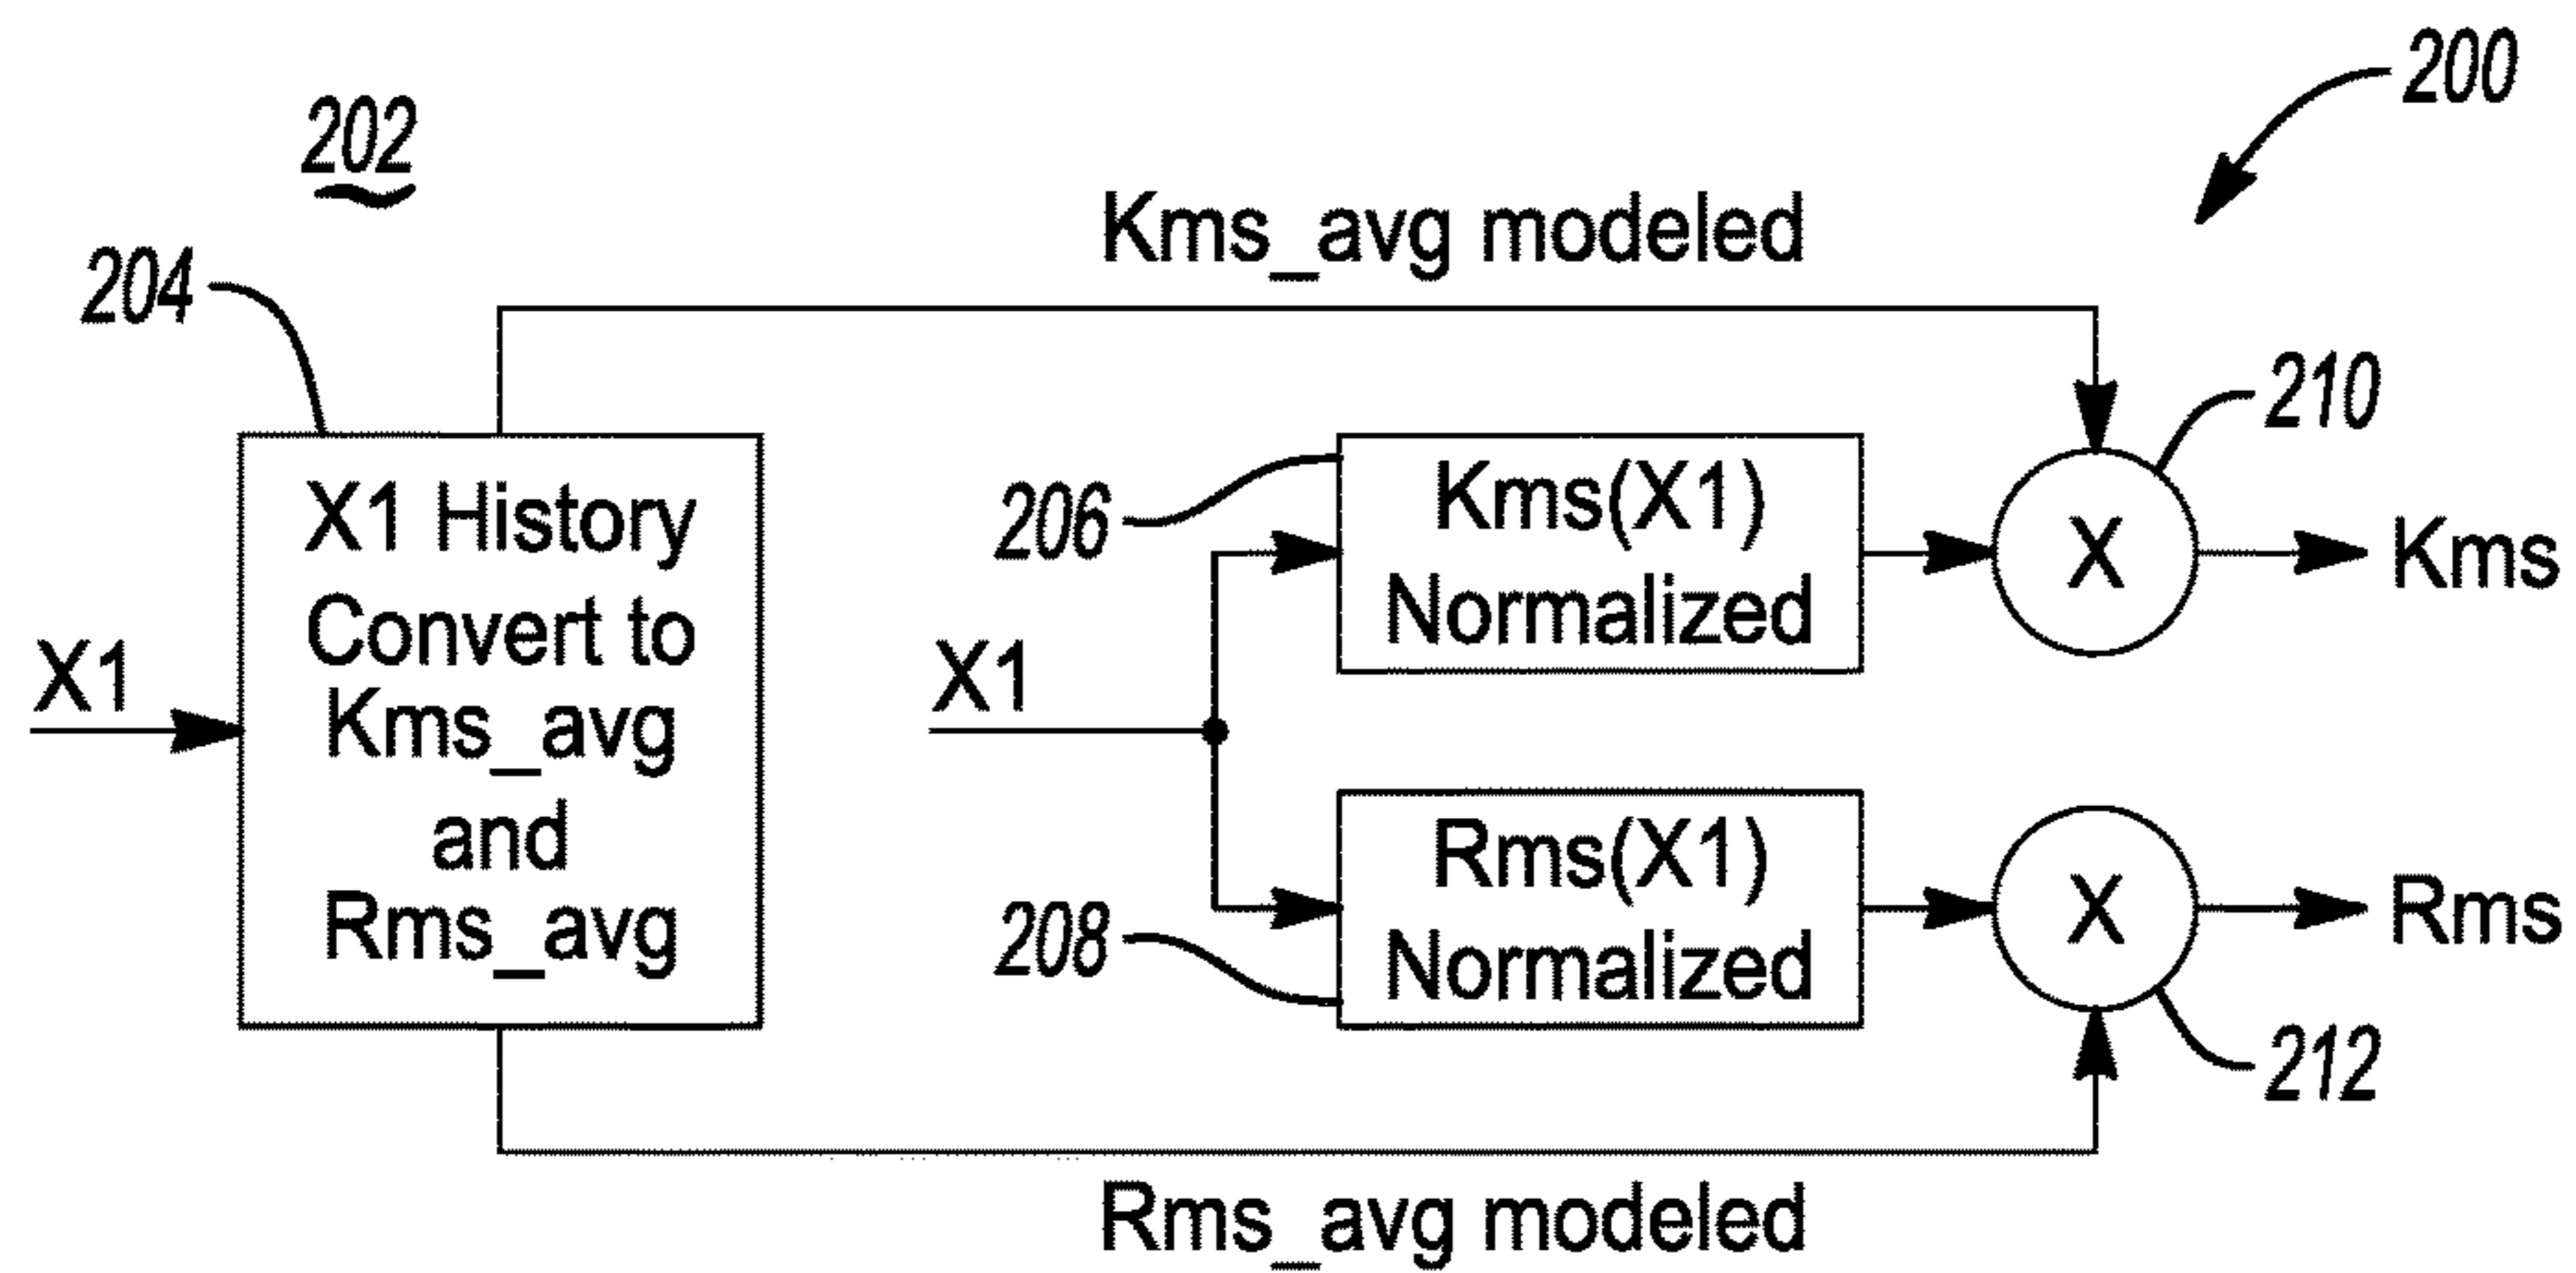 200
202
Kms_avg modeled
204
210
X1 History
Convert to
Kms_avg
and
Rms_avg
X1
206
Kms(X1)
Normalized
X
Kms
X1
208
Rms(X1)
Normalized
X
Rms
212
Rms_avg modeled